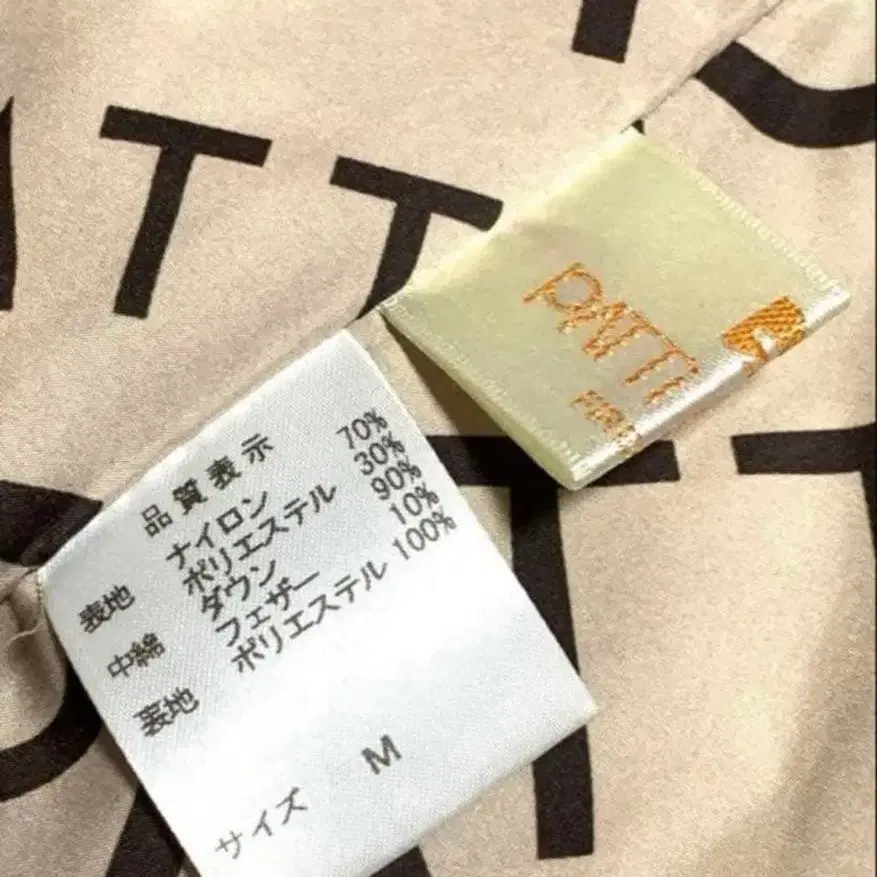 品質表示
表地 ナイロン 70%
ポリエステル 30%
中綿 ダウン 90%
フェザー 10%
裏地 ポリエステル 100%
サイズ M
PATTI